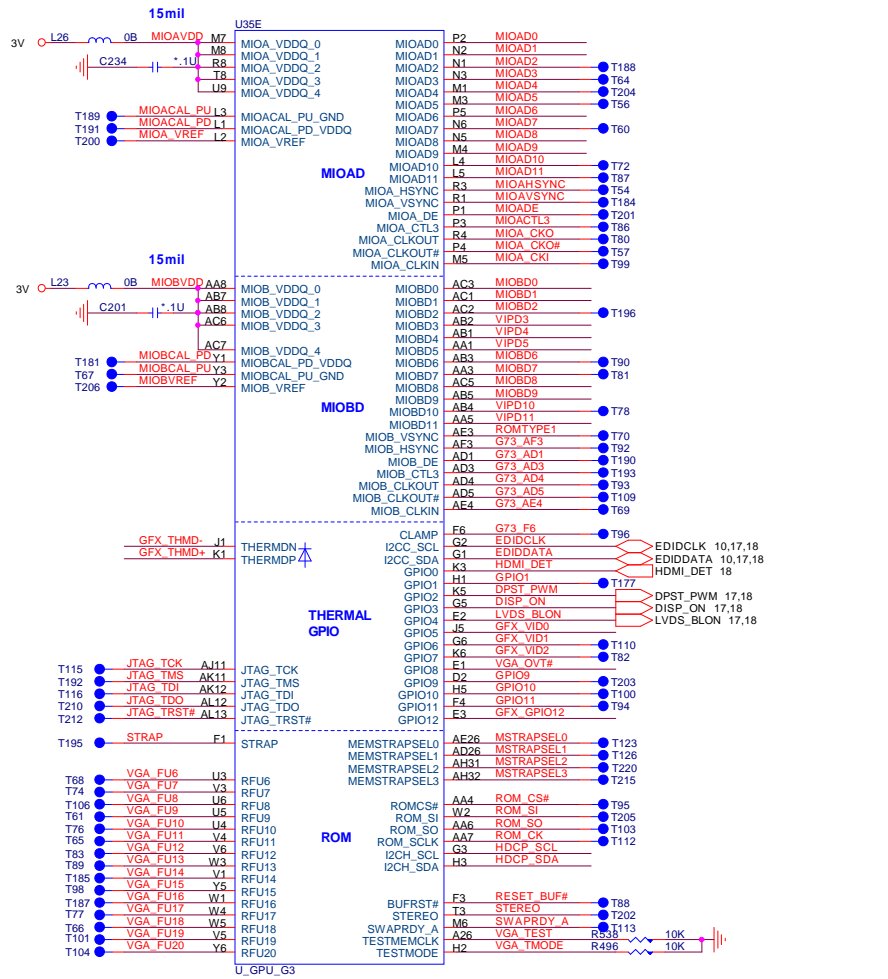 15mil
U35E
3V L26 0B MIOAVDD M7 MIOA_VDDQ_0 MIOAD0 P2 MIOAD0
M8 MIOA_VDDQ_1 MIOAD1 N2 MIOAD1
C234 *.1U R8 MIOA_VDDQ_2 MIOAD2 N1 MIOAD2 T188
T8 MIOA_VDDQ_3 MIOAD3 N3 MIOAD3 T64
U9 MIOA_VDDQ_4 MIOAD4 M1 MIOAD4 T204
MIOAD5 M3 MIOAD5 T56
T189 MIOACAL_PU L3 MIOACAL_PU_GND MIOAD6 P5 MIOAD6
T191 MIOACAL_PD L1 MIOACAL_PD_VDDQ MIOAD7 N6 MIOAD7 T60
T200 MIOA_VREF L2 MIOA_VREF MIOAD8 N5 MIOAD8
MIOAD9 M4 MIOAD9
MIOAD10 L4 MIOAD10 T72
MIOAD MIOAD11 L5 MIOAD11 T87
MIOA_HSYNC R3 MIOAHSYNC T54
MIOA_VSYNC R1 MIOAVSYNC T184
MIOA_DE P1 MIOADE T201
MIOA_CTL3 P3 MIOACTL3 T86
MIOA_CLKOUT R4 MIOA_CKO T80
MIOA_CLKOUT# P4 MIOA_CKO# T57
15mil MIOA_CLKIN M5 MIOA_CKI T99
3V L23 0B MIOBVDD AA8 MIOB_VDDQ_0 MIOBD0 AC3 MIOBD0
AB7 MIOB_VDDQ_1 MIOBD1 AC1 MIOBD1
C201 *.1U AB8 MIOB_VDDQ_2 MIOBD2 AC2 MIOBD2 T196
AC6 MIOB_VDDQ_3 MIOBD3 AB2 VIPD3
MIOBD4 AB1 VIPD4
AC7 MIOB_VDDQ_4 MIOBD5 AA1 VIPD5
T181 MIOBCAL_PD Y1 MIOBCAL_PD_VDDQ MIOBD6 AB3 MIOBD6 T90
T67 MIOBCAL_PU Y3 MIOBCAL_PU_GND MIOBD7 AA3 MIOBD7 T81
T206 MIOBVREF Y2 MIOB_VREF MIOBD8 AC5 MIOBD8
MIOBD9 AB5 MIOBD9
MIOBD MIOBD10 AB4 VIPD10 T78
MIOBD11 AA5 VIPD11
MIOB_VSYNC AE3 ROMTYPE1 T70
MIOB_HSYNC AF3 G73_AF3 T92
MIOB_DE AD1 G73_AD1 T190
MIOB_CTL3 AD3 G73_AD3 T193
MIOB_CLKOUT AD4 G73_AD4 T93
MIOB_CLKOUT# AD5 G73_AD5 T109
MIOB_CLKIN AE4 G73_AE4 T69
CLAMP F6 G73_F6 T96
GFX_THMD- J1 THERMDN I2CC_SCL G2 EDIDCLK EDIDCLK 10,17,18
GFX_THMD+ K1 THERMDP I2CC_SDA G1 EDIDDATA EDIDDATA 10,17,18
GPIO0 K3 HDMI_DET HDMI_DET 18
GPIO1 H1 GPIO1 T177
GPIO2 K5 DPST_PWM DPST_PWM 17,18
GPIO3 G5 DISP_ON DISP_ON 17,18
THERMAL GPIO4 E2 LVDS_BLON LVDS_BLON 17,18
GPIO GPIO5 J5 GFX_VID0
GPIO6 G6 GFX_VID1 T110
GPIO7 K6 GFX_VID2 T82
T115 JTAG_TCK AJ11 JTAG_TCK GPIO8 E1 VGA_OVT#
T192 JTAG_TMS AK11 JTAG_TMS GPIO9 D2 GPIO9 T203
T116 JTAG_TDI AK12 JTAG_TDI GPIO10 H5 GPIO10 T100
T210 JTAG_TDO AL12 JTAG_TDO GPIO11 F4 GPIO11 T94
T212 JTAG_TRST# AL13 JTAG_TRST# GPIO12 E3 GFX_GPIO12
T195 STRAP F1 STRAP MEMSTRAPSEL0 AE26 MSTRAPSEL0 T123
MEMSTRAPSEL1 AD26 MSTRAPSEL1 T126
MEMSTRAPSEL2 AH31 MSTRAPSEL2 T220
T68 VGA_FU6 U3 RFU6 MEMSTRAPSEL3 AH32 MSTRAPSEL3 T215
T74 VGA_FU7 V3 RFU7
T106 VGA_FU8 U6 RFU8 ROMCS# AA4 ROM_CS# T95
T61 VGA_FU9 U5 RFU9 ROM_SI W2 ROM_SI T205
T76 VGA_FU10 U4 RFU10 ROM ROM_SO AA6 ROM_SO T103
T65 VGA_FU11 V4 RFU11 ROM_SCLK AA7 ROM_CK T112
T83 VGA_FU12 V6 RFU12 I2CH_SCL G3 HDCP_SCL
T89 VGA_FU13 W3 RFU13 I2CH_SDA H3 HDCP_SDA
T185 VGA_FU14 V1 RFU14
T98 VGA_FU15 Y5 RFU15
T187 VGA_FU16 W1 RFU16 BUFRST# F3 RESET_BUF# T88
T77 VGA_FU17 W4 RFU17 STEREO T3 STEREO T202
T66 VGA_FU18 W5 RFU18 SWAPRDY_A M6 SWAPRDY_A T113
T101 VGA_FU19 V5 RFU19 TESTMEMCLK A26 VGA_TEST R538 10K
T104 VGA_FU20 Y6 RFU20 TESTMODE H2 VGA_TMODE R496 10K
U_GPU_G3